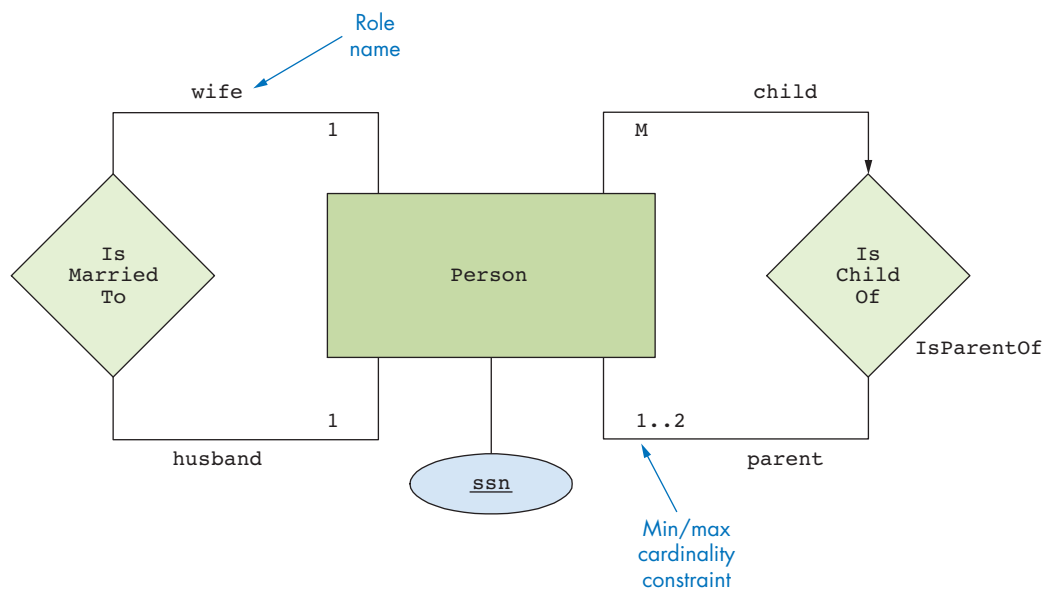 Role
name
wife
child
1
M
Is
Married
To
Person
Is
Child
Of
IsParentOf
1
1..2
husband
parent
ssn
Min/max
cardinality
constraint